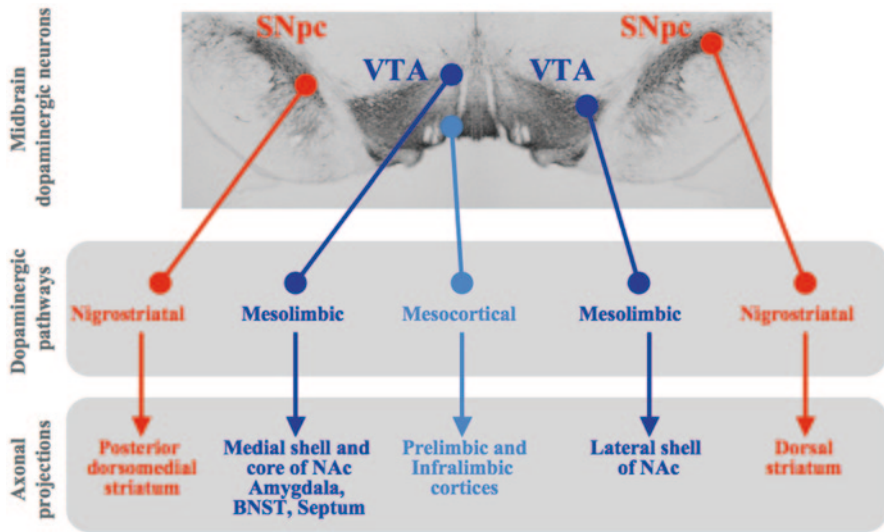 Midbrain
dopaminergic neurons
SNpc
VTA
VTA
SNpc
Dopaminergic
pathways
Nigrostriatal
Mesolimbic
Mesocortical
Mesolimbic
Nigrostriatal
Axonal
projections
Posterior
dorsomedial
striatum
Medial shell and
core of NAc
Amygdala,
BNST, Septum
Prelimbic and
Infralimbic
cortices
Lateral shell
of NAc
Dorsal
striatum